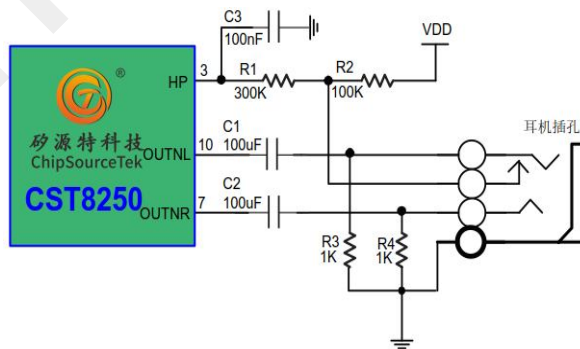 C3
100nF
VDD
HP
3
R1
300K
R2
100K
®
矽源特科技
ChipSourceTek
CST8250
OUTNL
10
C1
100uF
耳机插孔
OUTNR
7
C2
100uF
R3
1K
R4
1K